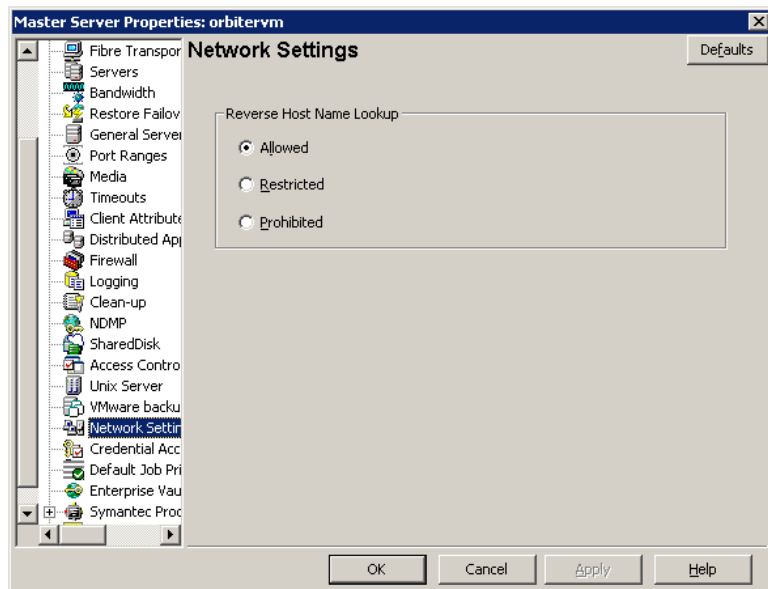 Master Server Properties: orbitervm
Fibre Transpor
Servers
Bandwidth
Restore Failov
General Server
Port Ranges
Media
Timeouts
Client Attribute
Distributed App
Firewall
Logging
Clean-up
NDMP
SharedDisk
Access Contro
Unix Server
VMware backu
Network Settin
Credential Acc
Default Job Pri
Enterprise Vau
Symantec Prod
Network Settings
Defaults
Reverse Host Name Lookup
Allowed
Restricted
Prohibited
OK
Cancel
Apply
Help